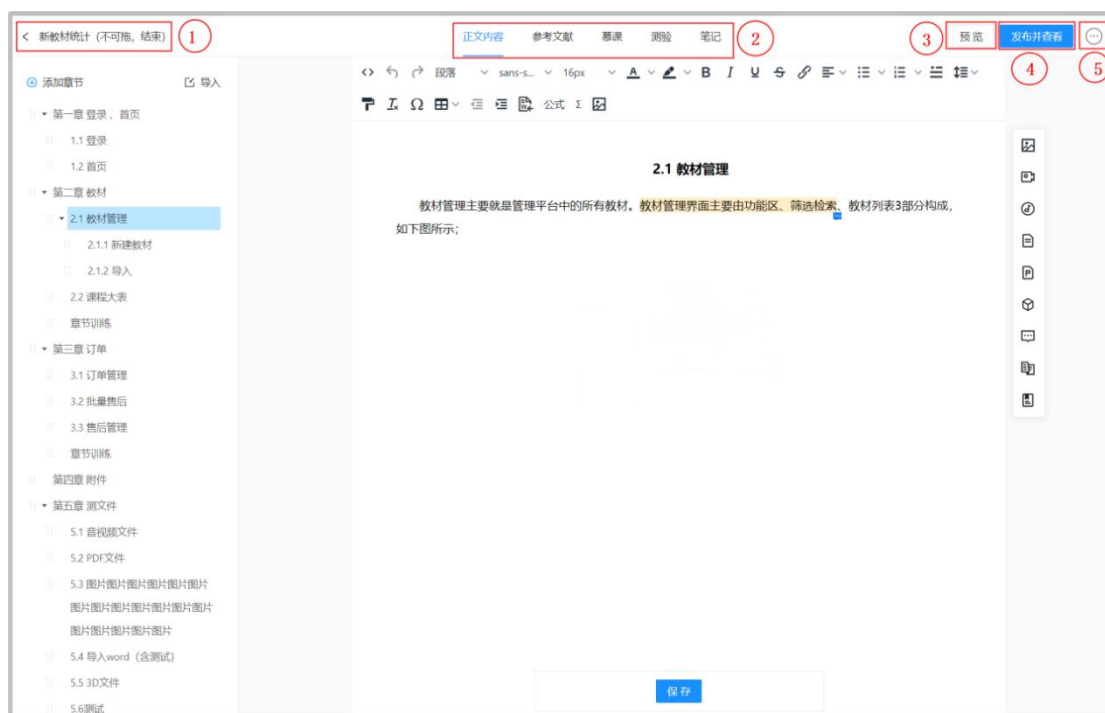 新教材统计（不可拖，结束）
①
正文内容 参考文献 慕课 测验 笔记
②
③
预览
发布并查看
④
⑤
添加章节 导入
段落 sans-s... 16px A B I U S
公式 Σ
第一章 登录 、首页
1.1 登录
1.2 首页
第二章 教材
2.1 教材管理
2.1.1 新建教材
2.1.2 导入
2.2 课程大表
章节训练
第三章 订单
3.1 订单管理
3.2 批量售后
3.3 售后管理
章节训练
第四章 附件
第五章 测文件
5.1 音视频文件
5.2 PDF文件
5.3 图片图片图片图片图片图片
图片图片图片图片图片图片图片
图片图片图片图片图片
5.4 导入word（含测试）
5.5 3D文件
5.6测试
2.1 教材管理
教材管理主要就是管理平台中的所有教材。教材管理界面主要由功能区、筛选检索、教材列表3部分构成，
如下图所示；
保存